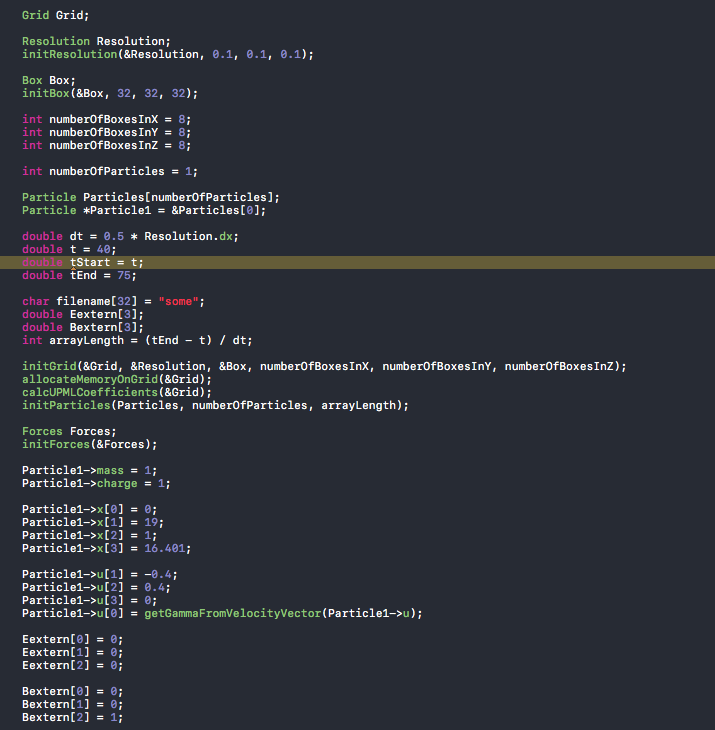 Grid Grid;
Resolution Resolution;
initResolution(&Resolution, 0.1, 0.1, 0.1);
Box Box;
initBox(&Box, 32, 32, 32);
int numberOfBoxesInX = 8;
int numberOfBoxesInY = 8;
int numberOfBoxesInZ = 8;
int numberOfParticles = 1;
Particle Particles[numberOfParticles];
Particle *Particle1 = &Particles[0];
double dt = 0.5 * Resolution.dx;
double t = 40;
double tStart = t;
double tEnd = 75;
char filename[32] = "some";
double Eextern[3];
double Bextern[3];
int arrayLength = (tEnd - t) / dt;
initGrid(&Grid, &Resolution, &Box, numberOfBoxesInX, numberOfBoxesInY, numberOfBoxesInZ);
allocateMemoryOnGrid(&Grid);
calcUPMLCoefficients(&Grid);
initParticles(Particles, numberOfParticles, arrayLength);
Forces Forces;
initForces(&Forces);
Particle1->mass = 1;
Particle1->charge = 1;
Particle1->x[0] = 0;
Particle1->x[1] = 19;
Particle1->x[2] = 1;
Particle1->x[3] = 16.401;
Particle1->u[1] = -0.4;
Particle1->u[2] = 0.4;
Particle1->u[3] = 0;
Particle1->u[0] = getGammaFromVelocityVector(Particle1->u);
Eextern[0] = 0;
Eextern[1] = 0;
Eextern[2] = 0;
Bextern[0] = 0;
Bextern[1] = 0;
Bextern[2] = 1;